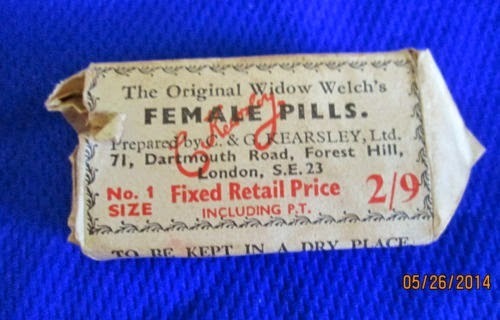 The Original Widow Welch's
FEMALE PILLS.
Prepared by C. & G. KEARSLEY, Ltd.
71, Dartmouth Road, Forest Hill,
London, S.E.23
No. 1 SIZE
Fixed Retail Price 2/9
INCLUDING P.T.
TO BE KEPT IN A DRY PLACE
05/26/2014